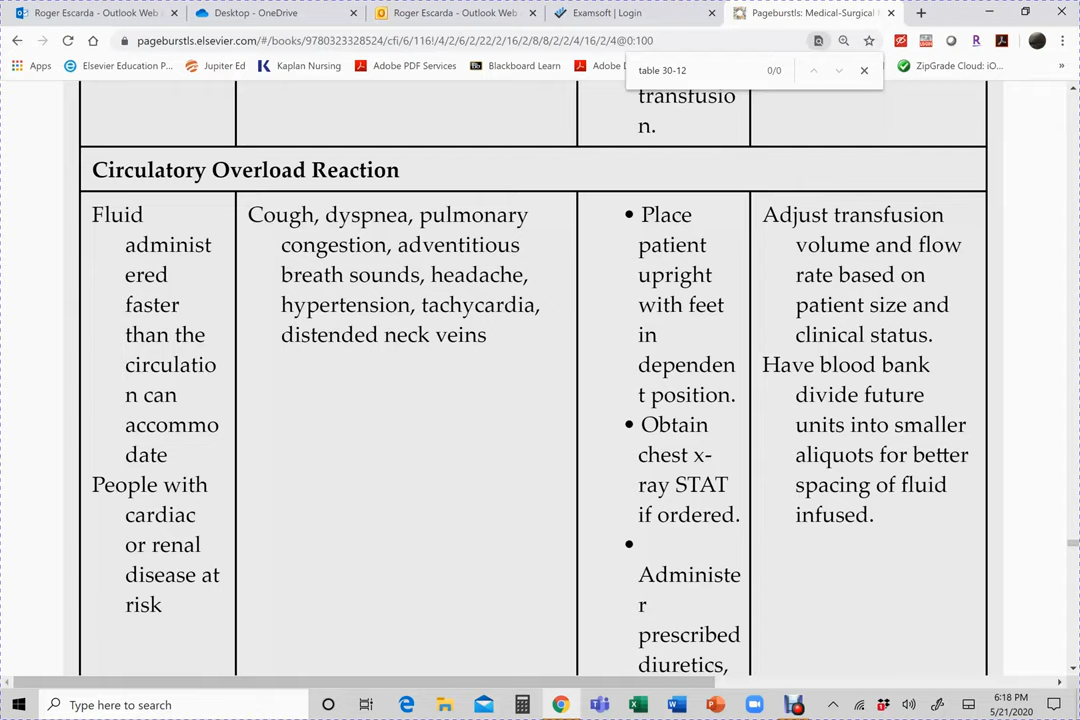 Roger Escarda - Outlook Web A
Desktop - OneDrive
Roger Escarda - Outlook Web
Examsoft | Login
Pageburstls: Medical-Surgical
pageburstls.elsevier.com/#/books/9780323328524/cfi/6/116!/4/2/6/2/22/2/16/2/8/8/2/2/4/16/2/4@0:100
Apps
Elsevier Education P...
Jupiter Ed
Kaplan Nursing
Adobe PDF Services
Blackboard Learn
Adobe D
ZipGrade Cloud: iO...
»
table 30-12
0/0
transfusio
n.
Circulatory Overload Reaction
Fluid
administ
ered
faster
than the
circulatio
n can
accommo
date
People with
cardiac
or renal
disease at
risk
Cough, dyspnea, pulmonary
congestion, adventitious
breath sounds, headache,
hypertension, tachycardia,
distended neck veins
• Place
patient
upright
with feet
in
dependen
t position.
• Obtain
chest x-
ray STAT
if ordered.
•
Administe
r
prescribed
diuretics,
Adjust transfusion
volume and flow
rate based on
patient size and
clinical status.
Have blood bank
divide future
units into smaller
aliquots for better
spacing of fluid
infused.
Type here to search
6:18 PM
5/21/2020